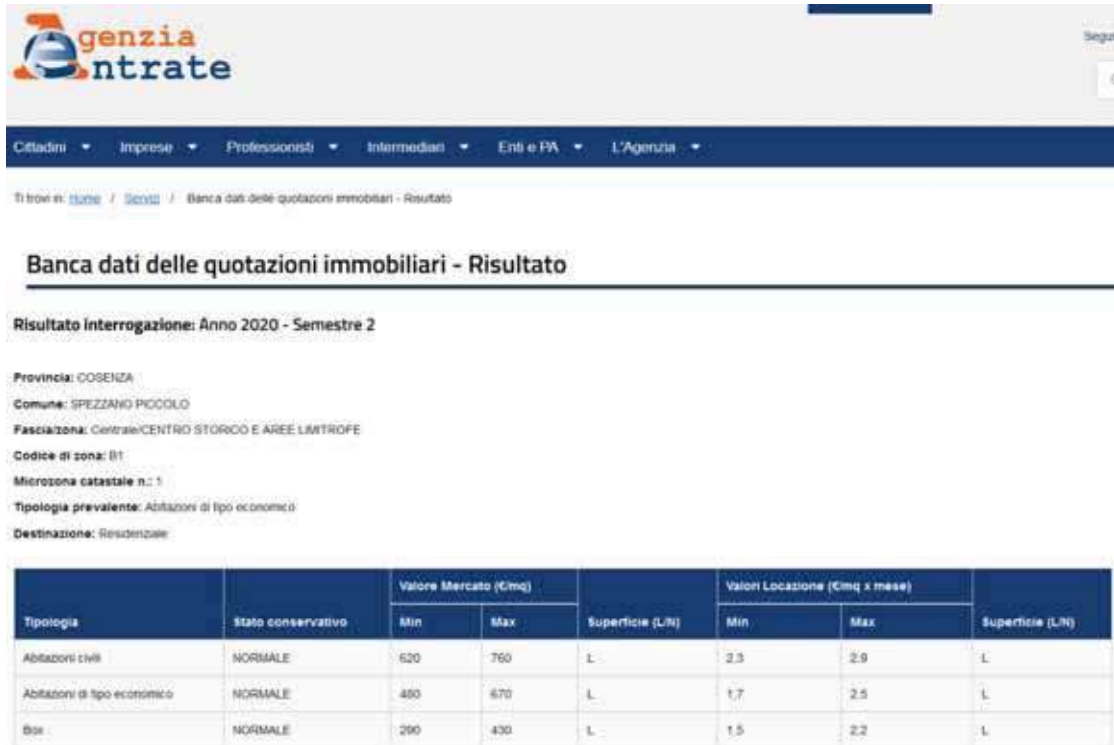 Agenzia
Entrate
Segui
Cittadini Imprese Professionisti Intermediari Enti e PA L'Agenzia
Ti trovi in: Home / Servizi / Banca dati delle quotazioni immobiliari - Risultato
Banca dati delle quotazioni immobiliari - Risultato
Risultato interrogazione: Anno 2020 - Semestre 2
Provincia: COSENZA
Comune: SPEZZANO PICCOLO
Fascia/zona: Centrale/CENTRO STORICO E AREE LIMITROFE
Codice di zona: B1
Microzona catastale n.: 1
Tipologia prevalente: Abitazioni di tipo economico
Destinazione: Residenziale
Valore Mercato (€/mq) Valori Locazione (€/mq x mese)
Tipologia Stato conservativo Min Max Superficie (L/N) Min Max Superficie (L/N)
Abitazioni civili NORMALE 620 760 L 2,3 2,9 L
Abitazioni di tipo economico NORMALE 670 L 1,7 2,5 L
Box NORMALE 290 430 L 1,5 2,2 L